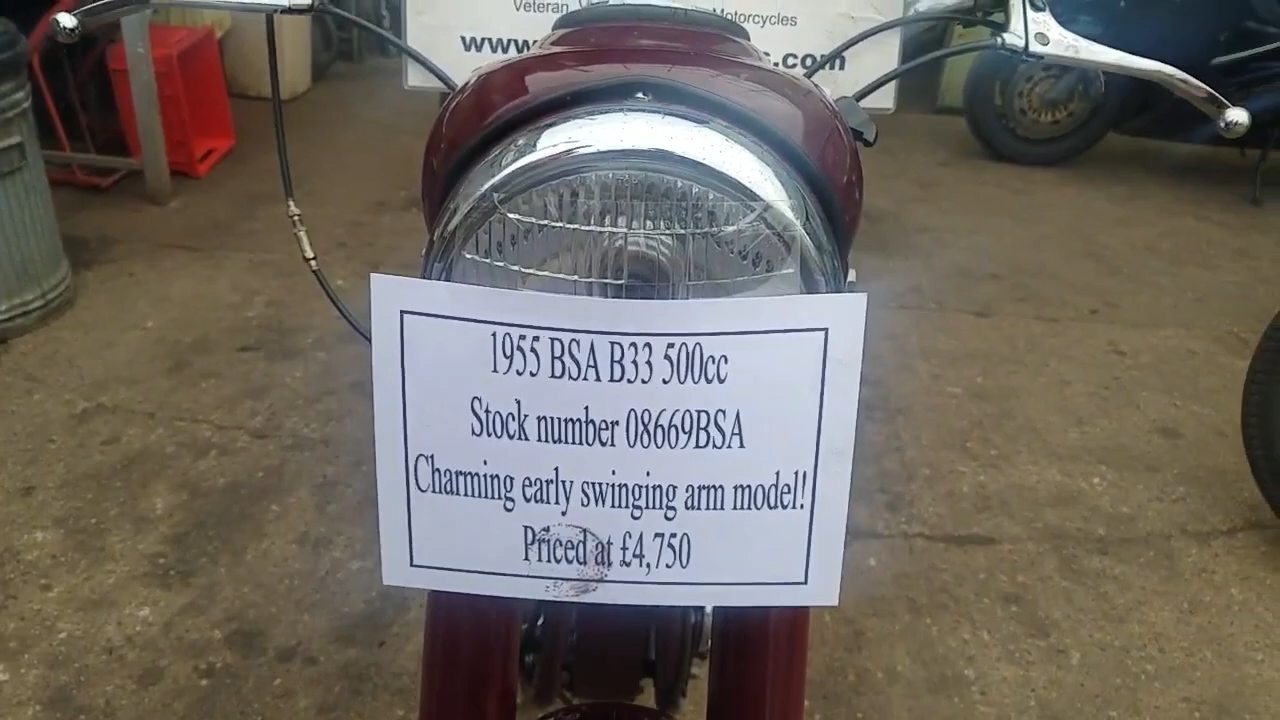 Veteran, Motorcycles
www. .com
1955 BSA B33 500cc
Stock number 08669BSA
Charming early swinging arm model!
Priced at £4,750